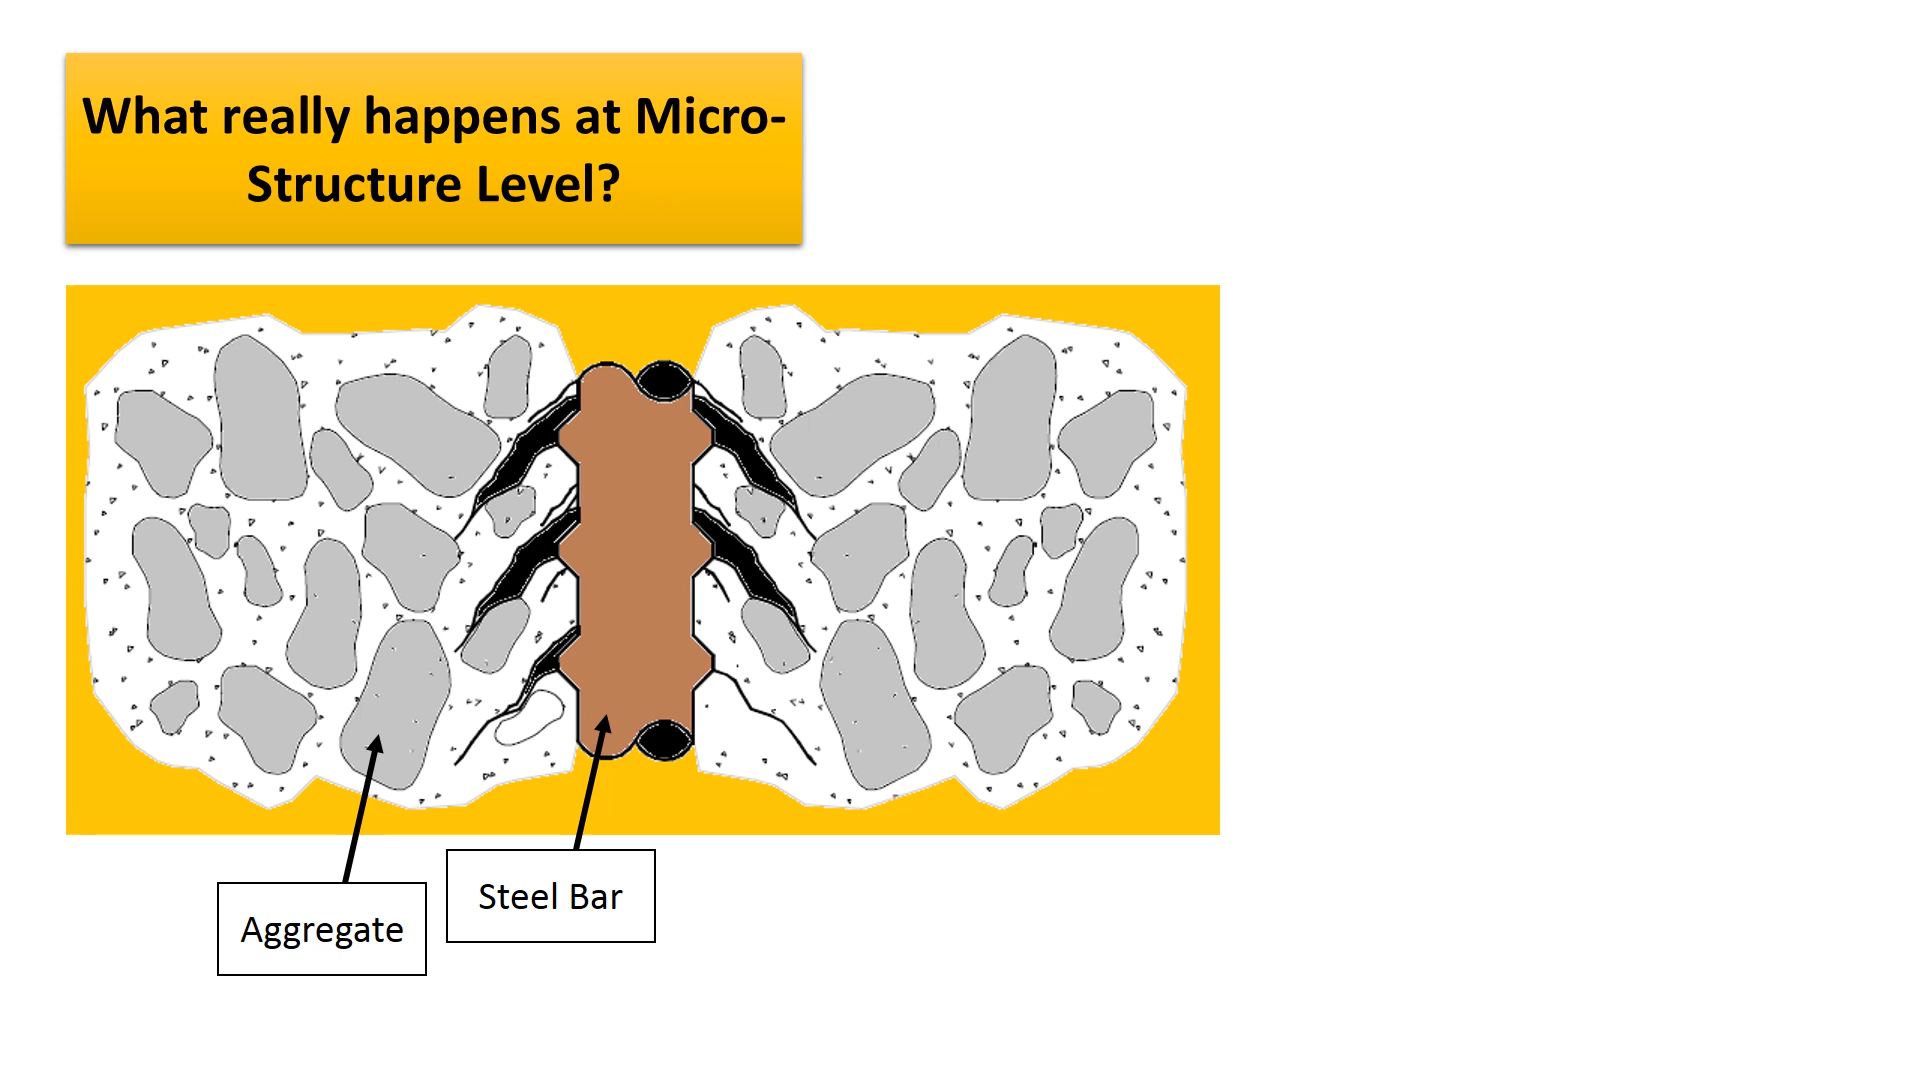 What really happens at Micro-
Structure Level?
Steel Bar
Aggregate